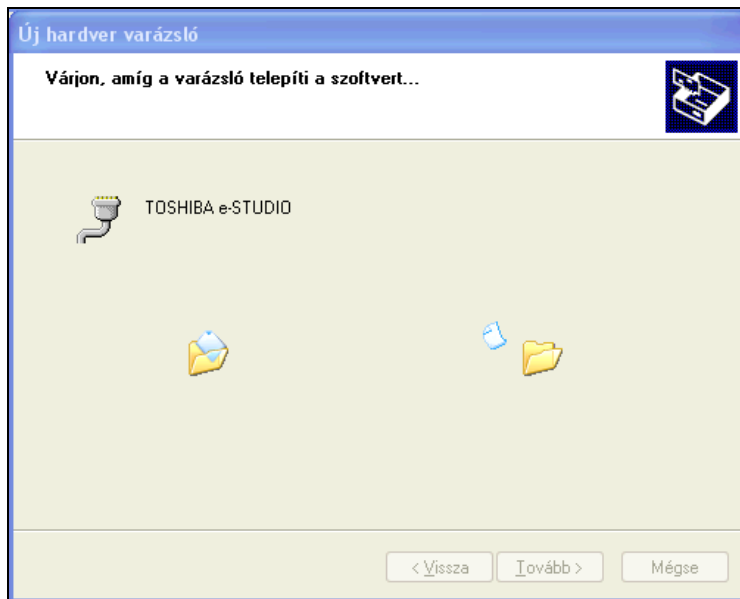 Új hardver varázsló
Várjon, amíg a varázsló telepíti a szoftvert...
TOSHIBA e-STUDIO
< Vissza
Tovább >
Mégse